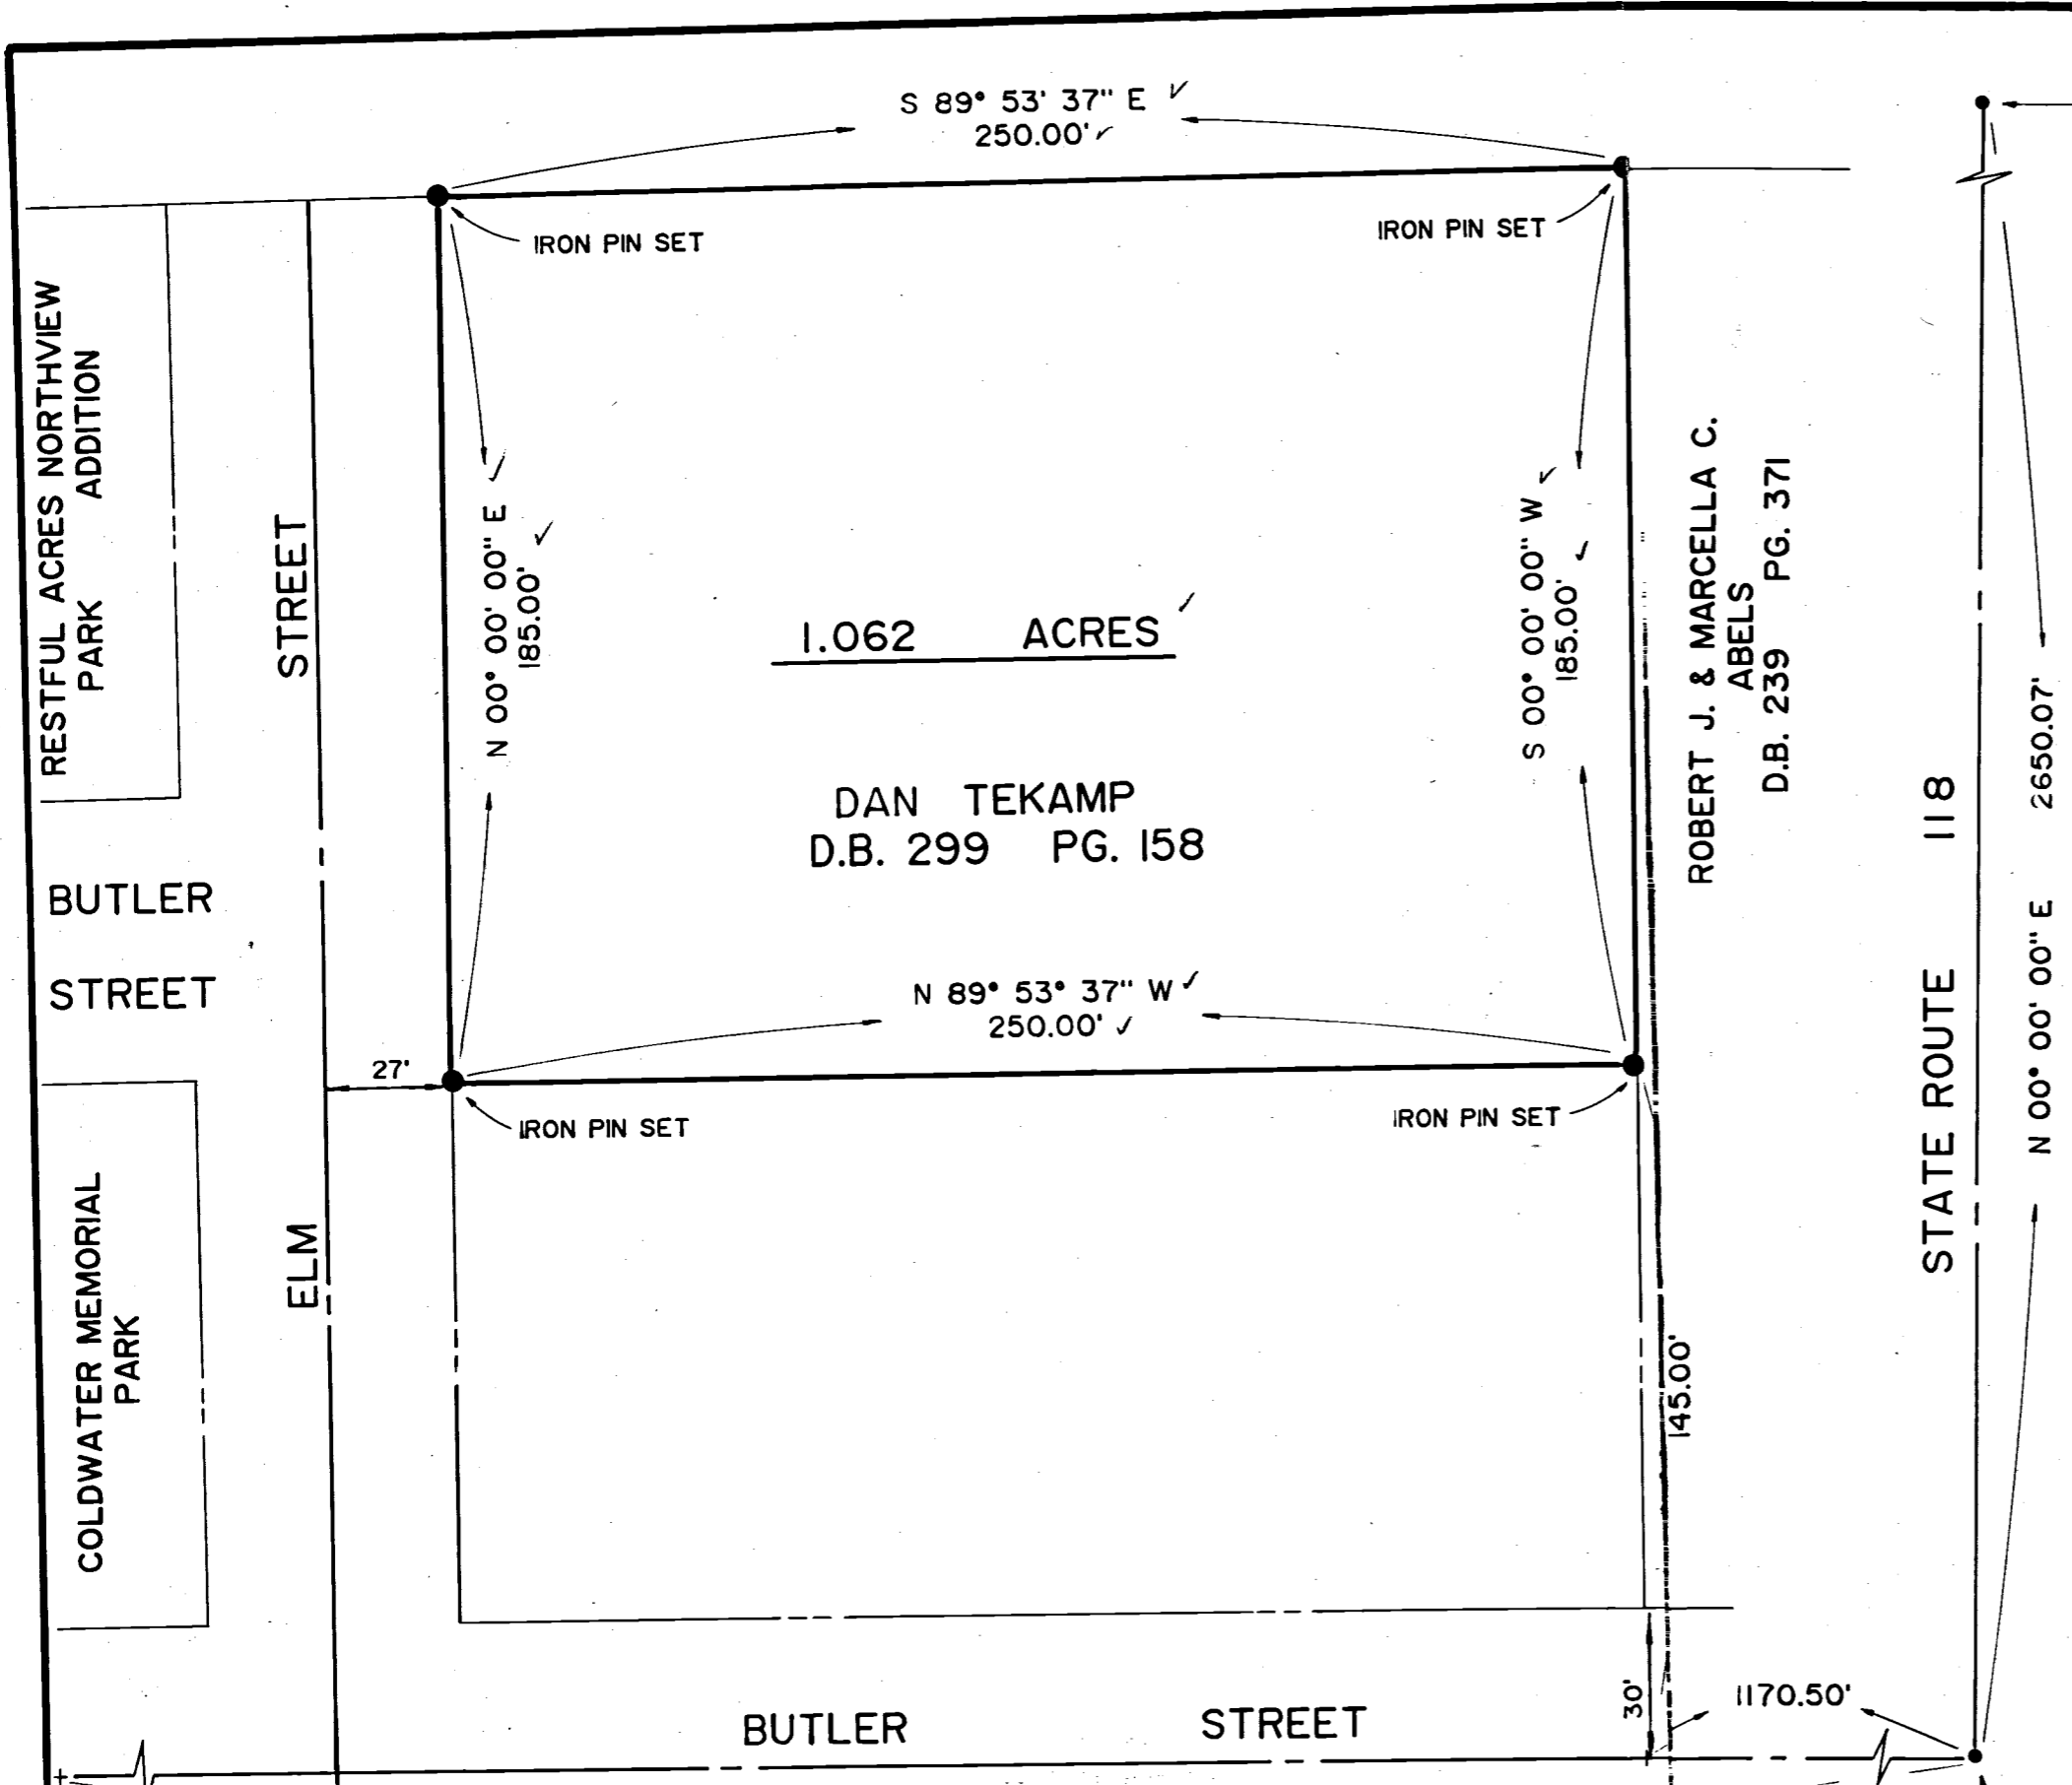 S 89° 53' 37" E
250.00'
IRON PIN SET
IRON PIN SET
RESTFUL ACRES NORTHVIEW
PARK ADDITION
STREET
N 00° 00' 00" E
185.00'
1.062 ACRES
S 00° 00' 00" W
185.00'
ROBERT J. & MARCELLA C.
ABELS
D.B. 239 PG. 371
DAN TEKAMP
D.B. 299 PG. 158
BUTLER
STREET
N 89° 53° 37" W
250.00'
27'
IRON PIN SET
IRON PIN SET
STATE ROUTE 118
N 00° 00' 00" E 2650.07'
COLDWATER MEMORIAL
PARK
ELM
145.00'
30'
1170.50'
BUTLER STREET